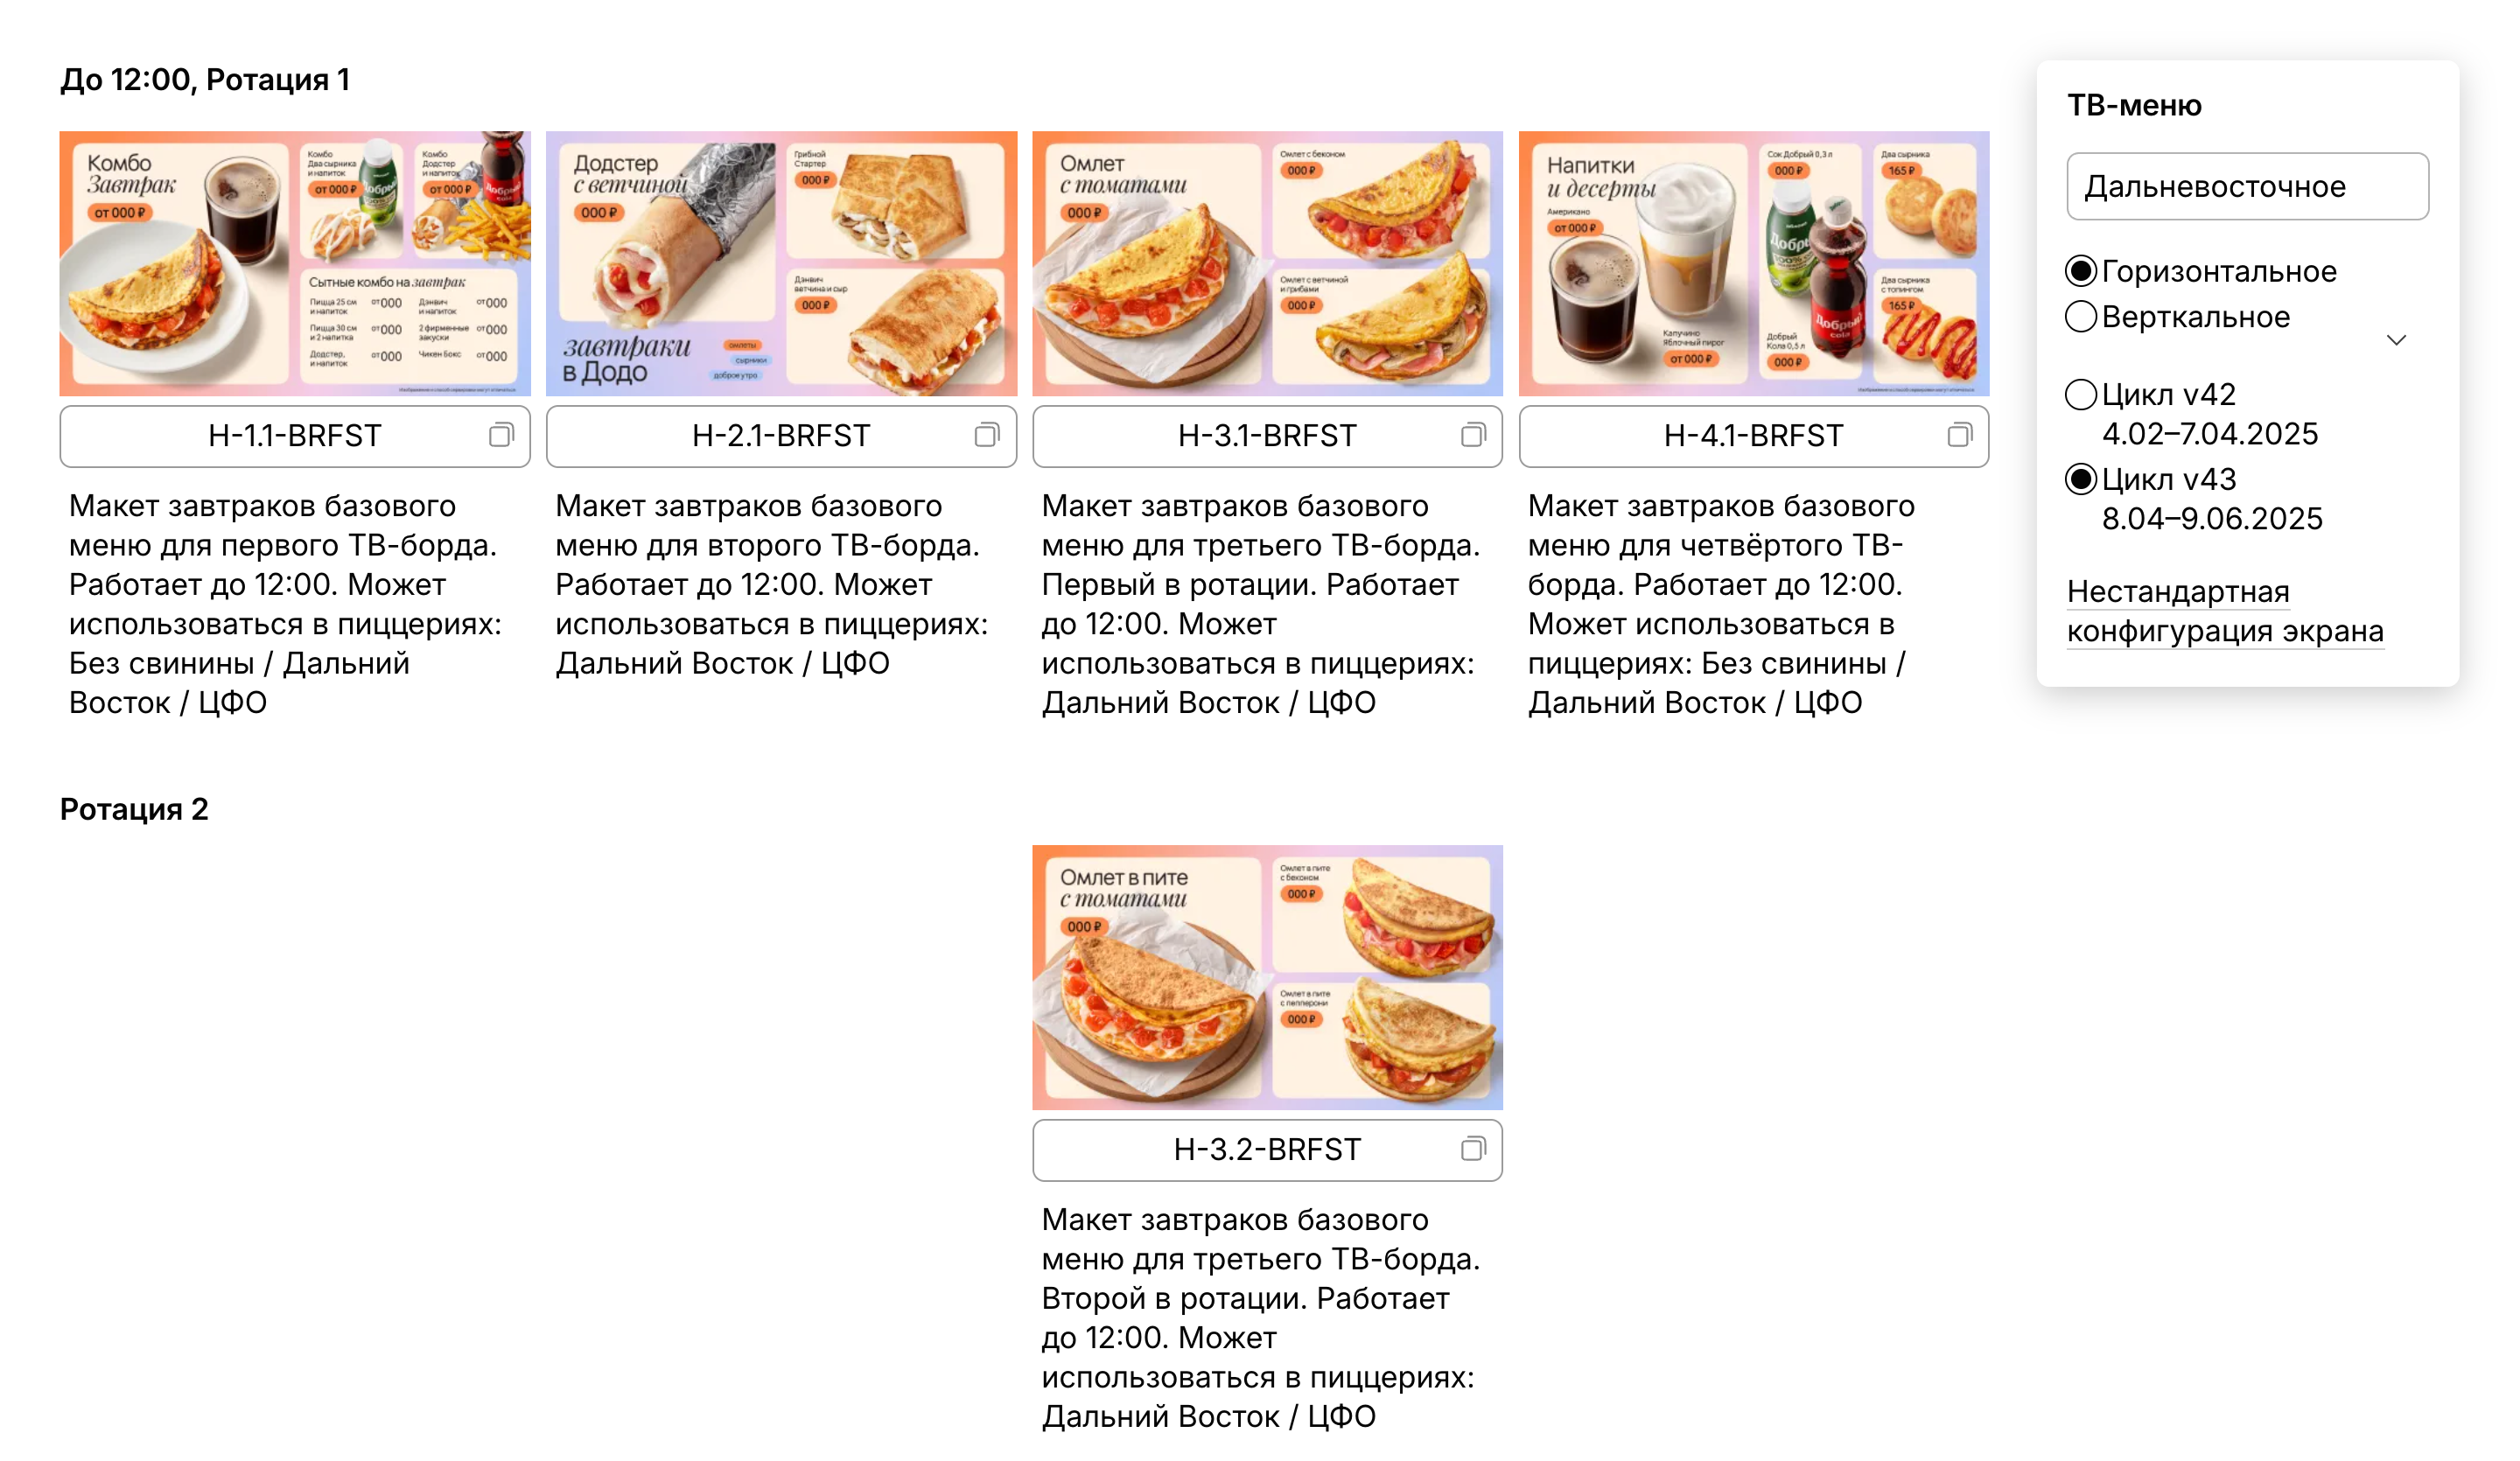 До 12:00, Ротация 1
Комбо
Завтрак
от 000 ₽
Комбо
Два сырника
и напиток
от 000 ₽
Комбо
Додстер
и напиток
от 000 ₽
Сытные комбо на завтрак
Пицца 25 см
и напиток
от 000
Дэнвич
и напиток
от 000
Пицца 30 см
и 2 напитка
от 000
2 фирменные
закуски
от 000
Додстер,
и напиток
от 000
Чикен Бокс
от 000
Додстер
с ветчиной
000 ₽
Грибной
Стартер
000 ₽
Дэнвич
ветчина и сыр
000 ₽
завтраки
в Додо
омлеты
сырники
доброе утро
Омлет
с томатами
000 ₽
Омлет с беконом
000 ₽
Омлет с ветчиной
и грибами
000 ₽
Напитки
и десерты
Американо
от 000 ₽
Капучино
Яблочный пирог
от 000 ₽
Сок Добрый 0,3 л
000 ₽
Добрый
Кола 0,5 л
000 ₽
Два сырника
165 ₽
Два сырника
с топингом
165 ₽
H-1.1-BRFST
H-2.1-BRFST
H-3.1-BRFST
H-4.1-BRFST
Макет завтраков базового
меню для первого ТВ-борда.
Работает до 12:00. Может
использоваться в пиццериях:
Без свинины / Дальний
Восток / ЦФО
Макет завтраков базового
меню для второго ТВ-борда.
Работает до 12:00. Может
использоваться в пиццериях:
Дальний Восток / ЦФО
Макет завтраков базового
меню для третьего ТВ-борда.
Первый в ротации. Работает
до 12:00. Может
использоваться в пиццериях:
Дальний Восток / ЦФО
Макет завтраков базового
меню для четвёртого ТВ-
борда. Работает до 12:00.
Может использоваться в
пиццериях: Без свинины /
Дальний Восток / ЦФО
Ротация 2
Омлет в пите
с томатами
000 ₽
Омлет в пите
с беконом
000 ₽
Омлет в пите
с пепперони
000 ₽
H-3.2-BRFST
Макет завтраков базового
меню для третьего ТВ-борда.
Второй в ротации. Работает
до 12:00. Может
использоваться в пиццериях:
Дальний Восток / ЦФО
ТВ-меню
Дальневосточное
Горизонтальное
Верткальное
Цикл v42
4.02–7.04.2025
Цикл v43
8.04–9.06.2025
Нестандартная
конфигурация экрана